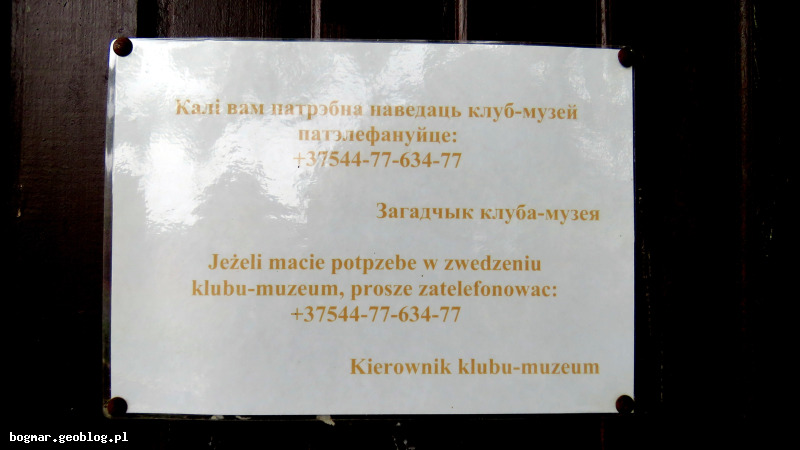 Калі вам патрэбна наведаць клуб-музей
патэлефануйце:
+37544-77-634-77
Загадчык клуба-музея
Jeżeli macie potpzebe w zwedzeniu
klubu-muzeum, prosze zatelefonowac:
+37544-77-634-77
Kierownik klubu-muzeum
bogmar.geoblog.pl